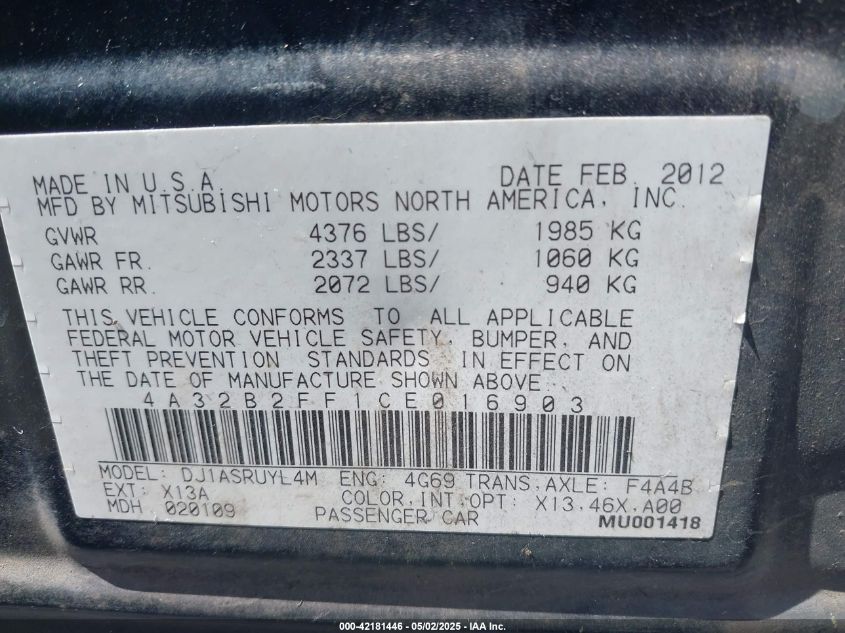 MADE IN U.S.A. DATE FEB. 2012
MFD BY MITSUBISHI MOTORS NORTH AMERICA, INC.
GVWR 4376 LBS/ 1985 KG
GAWR FR. 2337 LBS/ 1060 KG
GAWR RR. 2072 LBS/ 940 KG
THIS VEHICLE CONFORMS TO ALL APPLICABLE
FEDERAL MOTOR VEHICLE SAFETY, BUMPER, AND
THEFT PREVENTION STANDARDS IN EFFECT ON
THE DATE OF MANUFACTURE SHOWN ABOVE.
4A32B2FF1CE016903
MODEL: DJ1ASRUYL4M ENG: 4G69 TRANS.AXLE: F4A4B
EXT: X13A COLOR,INT,OPT: X13,46X,A00
MDH 020109 PASSENGER CAR MU001418
000-42181446 - 05/02/2025 - IAA Inc.